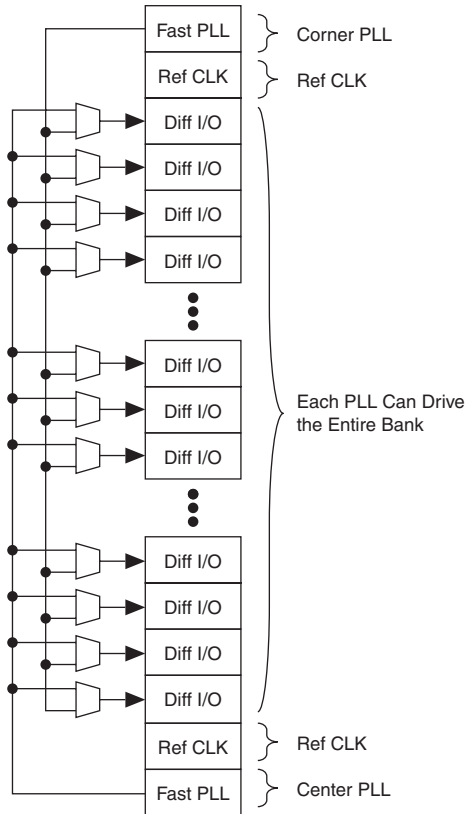 Fast PLL
Corner PLL
Ref CLK
Ref CLK
Diff I/O
Diff I/O
Diff I/O
Diff I/O
Diff I/O
Diff I/O
Diff I/O
Each PLL Can Drive
the Entire Bank
Diff I/O
Diff I/O
Diff I/O
Diff I/O
Ref CLK
Ref CLK
Fast PLL
Center PLL